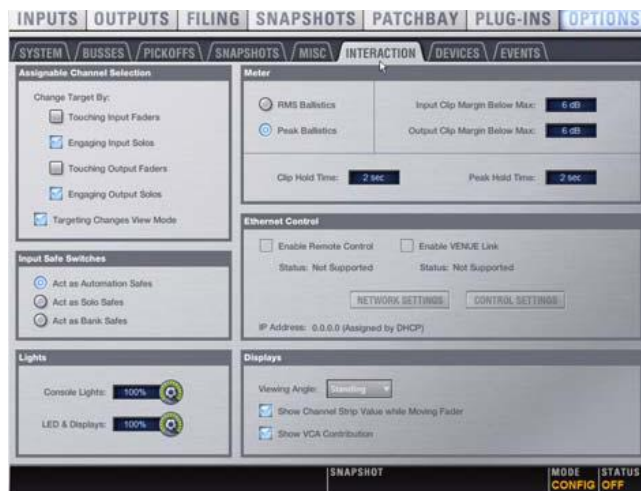 INPUTS OUTPUTS FILING SNAPSHOTS PATCHBAY PLUG-INS OPTIONS
SYSTEM BUSSES PICKOFFS SNAPSHOTS MISC INTERACTION DEVICES EVENTS
Assignable Channel Selection
Change Target By:
Touching Input Faders
Engaging Input Solos
Touching Output Faders
Engaging Output Solos
Targeting Changes View Mode
Meter
RMS Ballistics
Peak Ballistics
Input Clip Margin Below Max: 6 dB
Output Clip Margin Below Max: 6 dB
Clip Hold Time: 2 sec
Peak Hold Time: 2 sec
Input Safe Switches
Act as Automation Safes
Act as Solo Safes
Act as Bank Safes
Ethernet Control
Enable Remote Control
Enable VENUE Link
Status: Not Supported
Status: Not Supported
NETWORK SETTINGS
CONTROL SETTINGS
IP Address: 0.0.0.0 (Assigned by DHCP)
Lights
Console Lights: 100%
LED & Displays: 100%
Displays
Viewing Angle: Standing
Show Channel Strip Value while Moving Fader
Show VCA Contribution
SNAPSHOT
MODE
CONFIG
STATUS
OFF